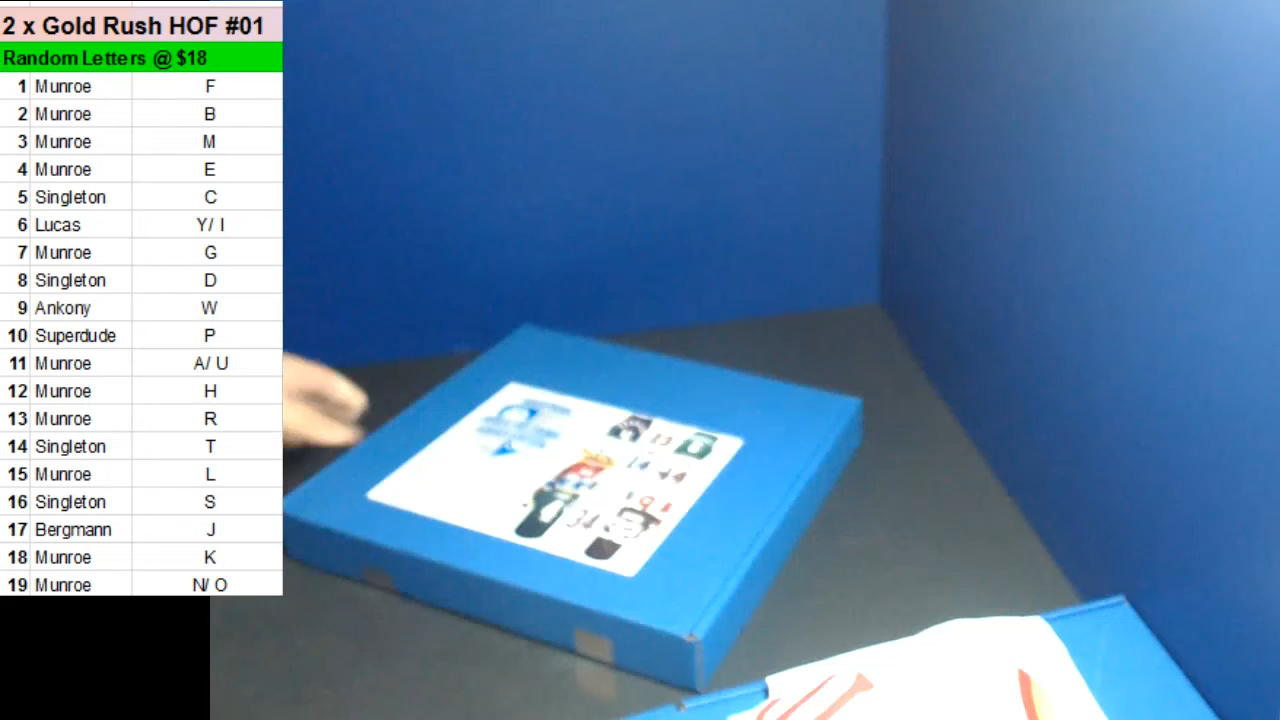 2 x Gold Rush HOF #01
Random Letters @ $18
1 Munroe F
2 Munroe B
3 Munroe M
4 Munroe E
5 Singleton C
6 Lucas Y/ I
7 Munroe G
8 Singleton D
9 Ankony W
10 Superdude P
11 Munroe A/ U
12 Munroe H
13 Munroe R
14 Singleton T
15 Munroe L
16 Singleton S
17 Bergmann J
18 Munroe K
19 Munroe N/ O
44
34